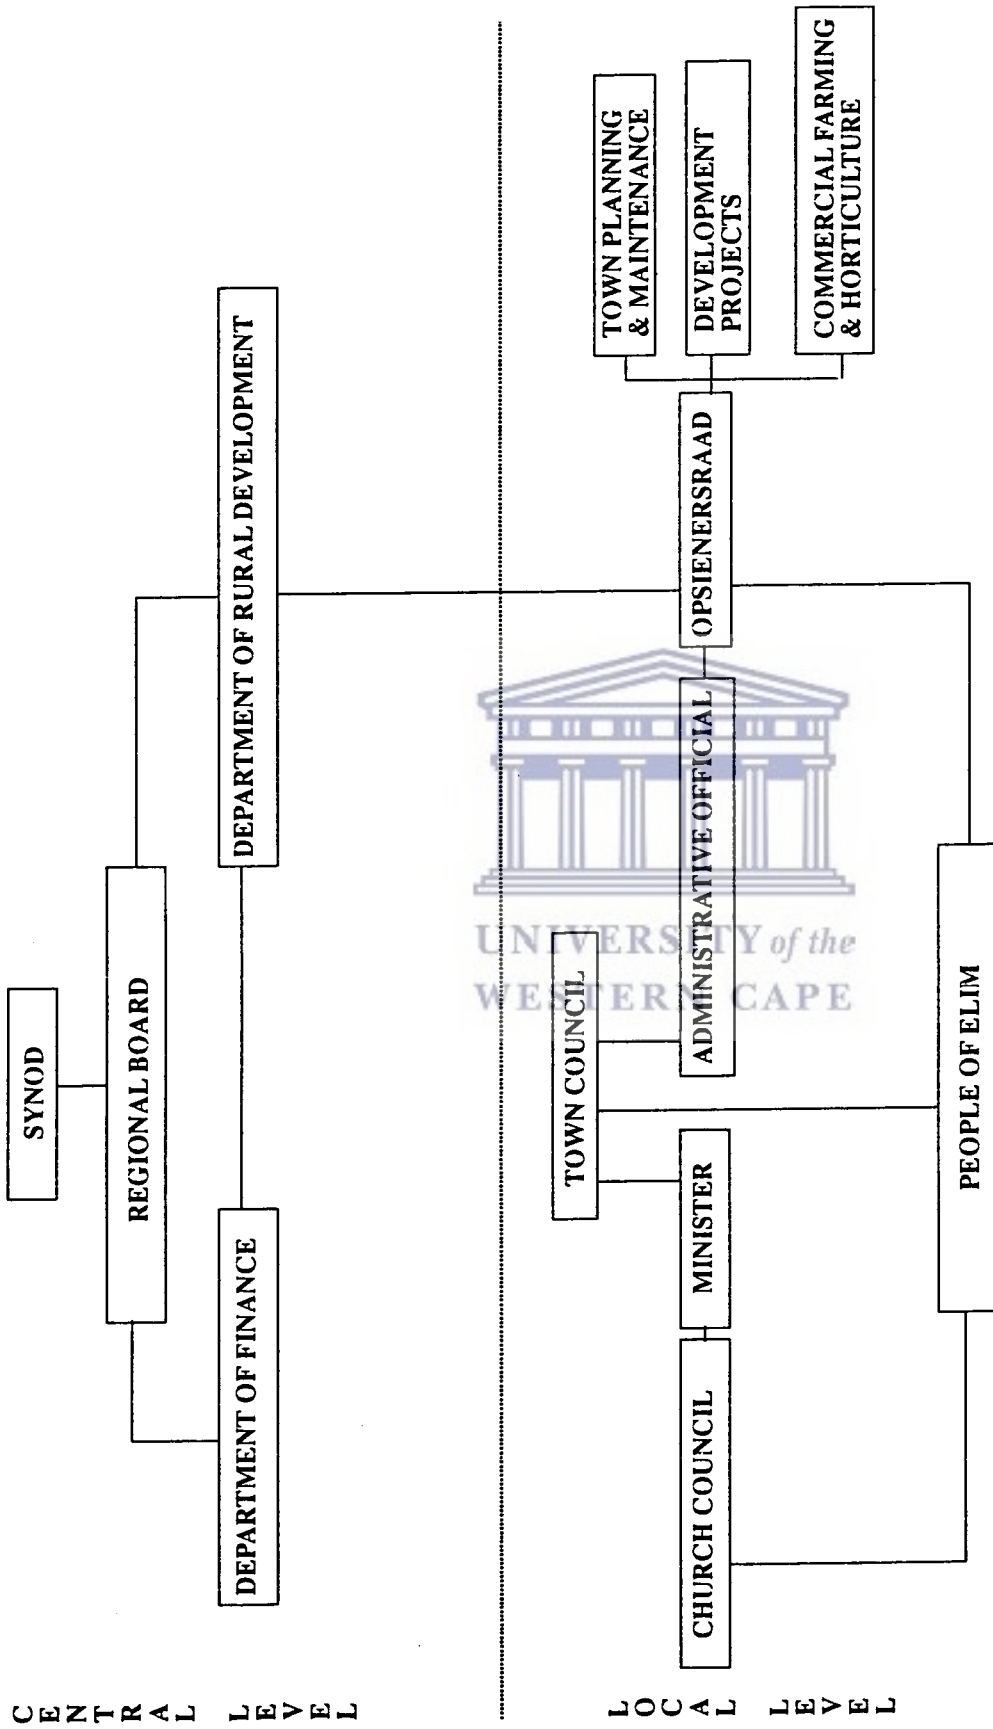 CENTRAL LEVEL
SYNOD
REGIONAL BOARD
DEPARTMENT OF FINANCE
DEPARTMENT OF RURAL DEVELOPMENT
LOCAL LEVEL
TOWN COUNCIL
CHURCH COUNCIL
MINISTER
ADMINISTRATIVE OFFICIAL
OPSIENERSRAAD
TOWN PLANNING
& MAINTENANCE
DEVELOPMENT
PROJECTS
COMMERCIAL FARMING
& HORTICULTURE
PEOPLE OF ELIM
UNIVERSITY of the
WESTERN CAPE